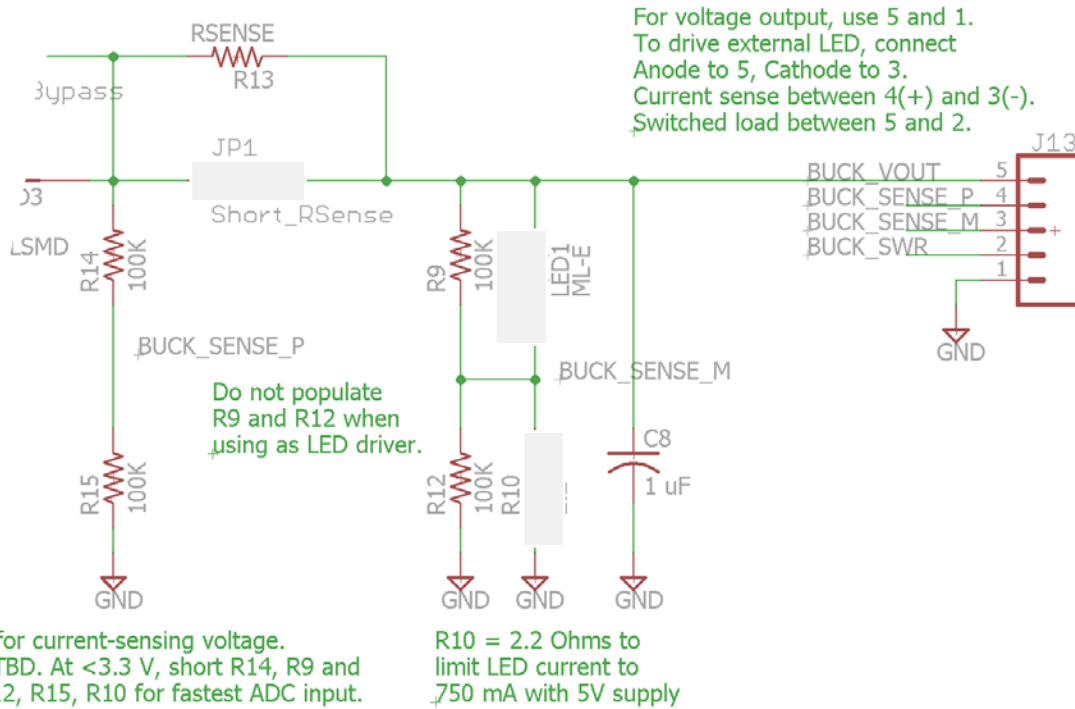 For voltage output, use 5 and 1.
To drive external LED, connect
Anode to 5, Cathode to 3.
Current sense between 4(+) and 3(-).
Switched load between 5 and 2.
RSENSE
R13
Bypass
JP1
Short_RSense
J13
BUCK_VOUT 5
BUCK_SENSE_P 4
BUCK_SENSE_M 3
BUCK_SWR 2
1
GND
D3
LSMD
R14
100K
R9
100K
LED1
ML-E
BUCK_SENSE_P
BUCK_SENSE_M
Do not populate
R9 and R12 when
using as LED driver.
R15
100K
R12
100K
R10
C8
1 uF
GND
GND
GND
GND
for current-sensing voltage.
TBD. At <3.3 V, short R14, R9 and
2, R15, R10 for fastest ADC input.
R10 = 2.2 Ohms to
limit LED current to
750 mA with 5V supply